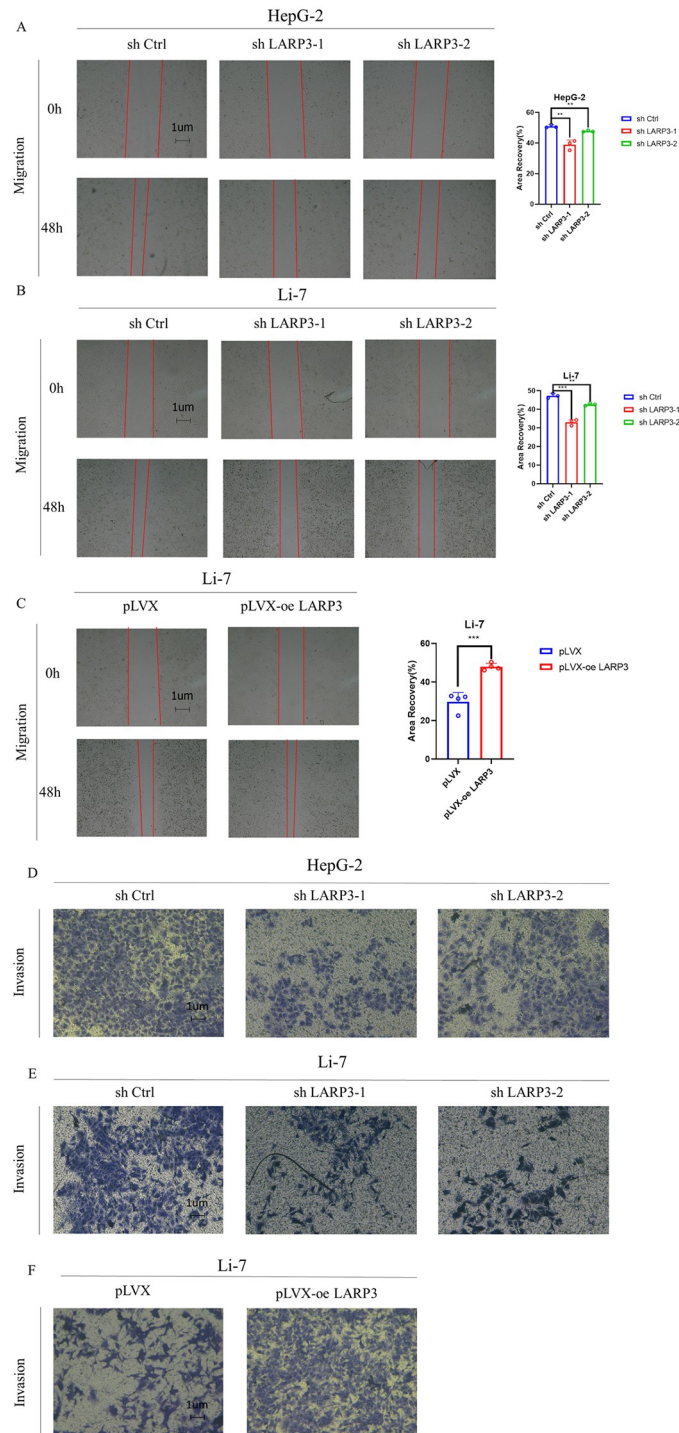 A
HepG-2
sh Ctrl
sh LARP3-1
sh LARP3-2
Migration
0h
1um
48h
HepG-2
Area Recovery(%)
60
40
20
0
**
**
sh Ctrl
sh LARP3-1
sh LARP3-2
sh Ctrl
sh LARP3-1
sh LARP3-2
B
Li-7
sh Ctrl
sh LARP3-1
sh LARP3-2
Migration
0h
1um
48h
Li-7
Area Recovery(%)
50
40
30
20
10
0
**
***
sh Ctrl
sh LARP3-1
sh LARP3-2
sh Ctrl
sh LARP3-1
sh LARP3-2
C
Li-7
pLVX
pLVX-oe LARP3
Migration
0h
1um
48h
Li-7
Area Recovery(%)
60
40
20
0
***
pLVX
pLVX-oe LARP3
pLVX
pLVX-oe LARP3
D
HepG-2
sh Ctrl
sh LARP3-1
sh LARP3-2
Invasion
1um
E
Li-7
sh Ctrl
sh LARP3-1
sh LARP3-2
Invasion
1um
F
Li-7
pLVX
pLVX-oe LARP3
Invasion
1um